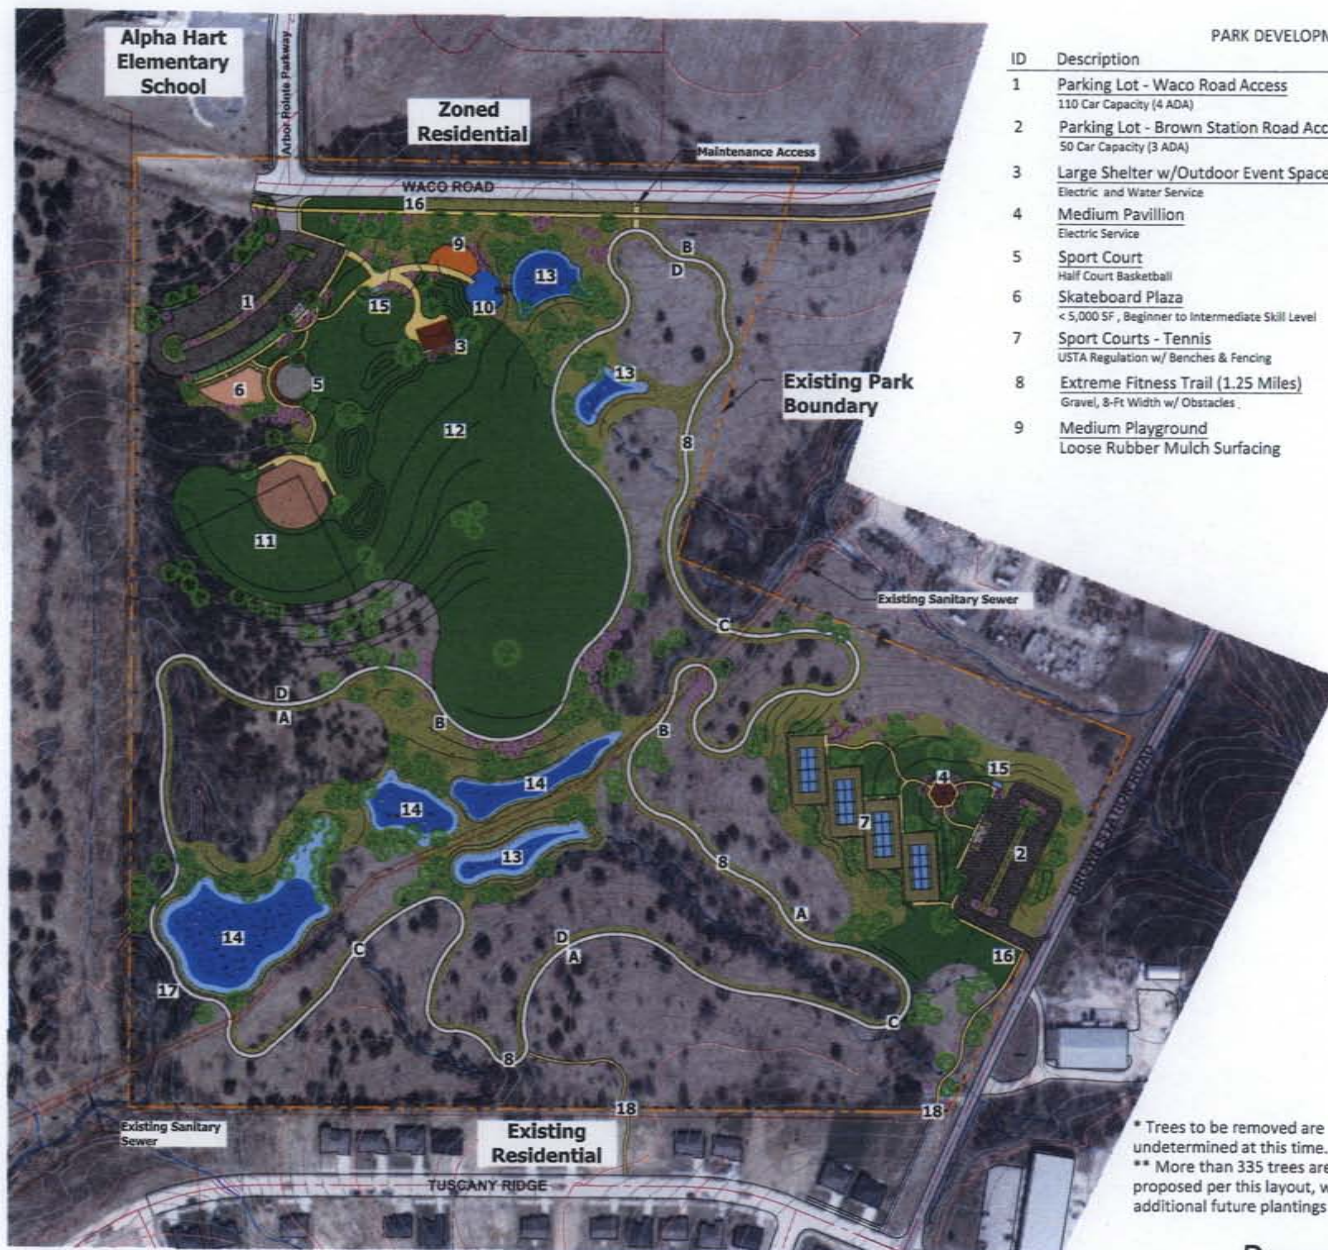 PARK DEVELOPM
ID Description
1 Parking Lot - Waco Road Access
110 Car Capacity (4 ADA)
2 Parking Lot - Brown Station Road Acc
50 Car Capacity (3 ADA)
3 Large Shelter w/Outdoor Event Space
Electric and Water Service
4 Medium Pavillion
Electric Service
5 Sport Court
Half Court Basketball
6 Skateboard Plaza
< 5,000 SF , Beginner to Intermediate Skill Level
7 Sport Courts - Tennis
USTA Regulation w/ Benches & Fencing
8 Extreme Fitness Trail (1.25 Miles)
Gravel, 8-Ft Width w/ Obstacles
9 Medium Playground
Loose Rubber Mulch Surfacing
Alpha Hart
Elementary
School
Arbor Pointe Parkway
Zoned
Residential
Maintenance Access
WACO ROAD
16
9
B
D
13
10
1
15
3
13
5
6
Existing Park
Boundary
12
8
11
Existing Sanitary Sewer
C
D
A
B
B
14
14
15
4
7
13
8
2
A
14
C
D
A
16
17
C
8
18
18
Existing Sanitary
Sewer
Existing
Residential
TUSCANY RIDGE
BROWN STATION ROAD
* Trees to be removed are
undetermined at this time.
** More than 335 trees are
proposed per this layout, w
additional future plantings